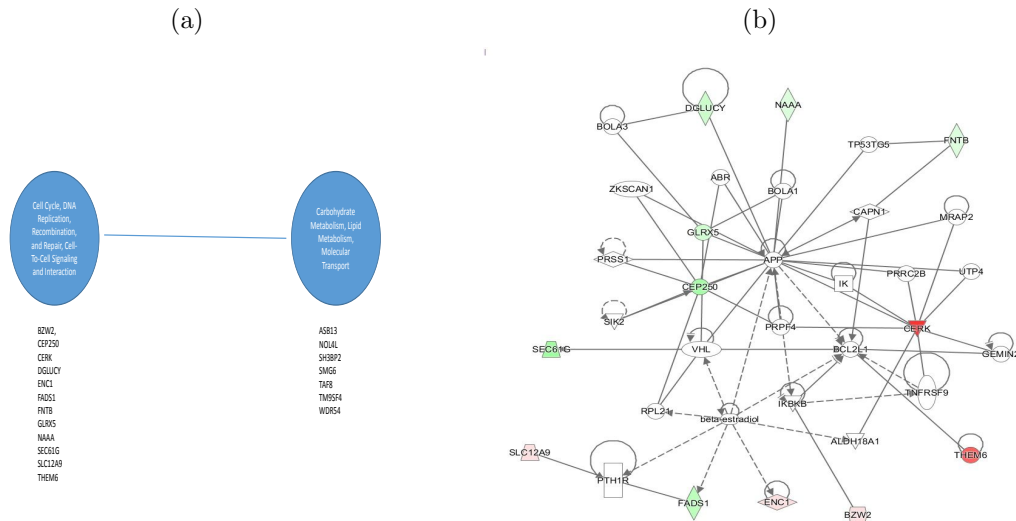 (a)
(b)
Cell Cycle, DNA
Replication,
Recombination,
and Repair, Cell-
To-Cell Signaling
and Interaction
Carbohydrate
Metabolism, Lipid
Metabolism,
Molecular
Transport
BZW2,
CEP250
CERK
DGLUCY
ENC1
FADS1
FNTB
GLRX5
NAAA
SEC61G
SLC12A9
THEM6
ASB13
NOL4L
SH3BP2
SMG6
TAF8
TM9SF4
WDR54
DGLUCY
NAAA
BOLA3
TP53TG5
FNTB
ABR
ZKSCAN1
BOLA1
CAPN1
MRAP2
GLRX5
PRSS1
APP
PRRC2B
UTP4
CEP250
IK
SIK2
PRPF4
CERK
SEC61G
VHL
BCL2L1
GEMIN2
TNFRSF9
RPL21
IKBKB
beta-estradiol
ALDH18A1
SLC12A9
THEM6
PTH1R
FADS1
ENC1
BZW2